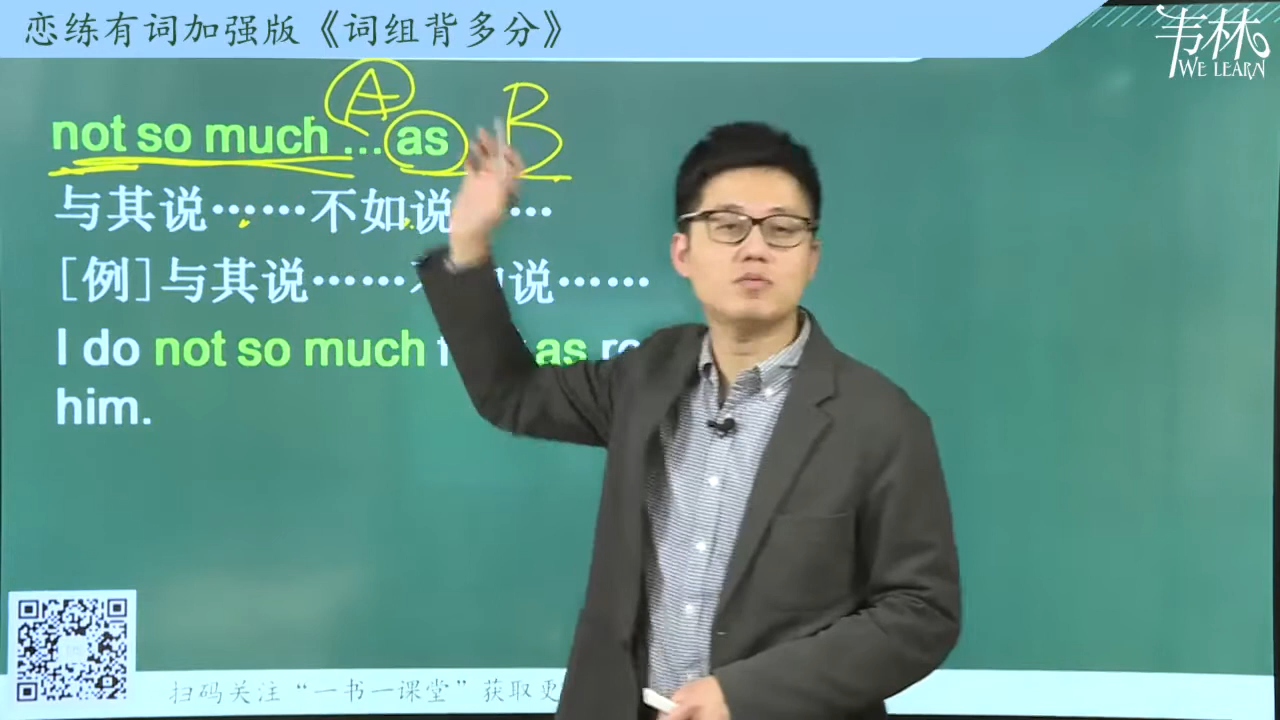 恋练有词加强版《词组背多分》
韦林
WE LEARN
A B
not so much ... as
与其说……不如说……
[例]与其说……不如说……
I do not so much as
him.
扫码关注“一书一课堂”获取更